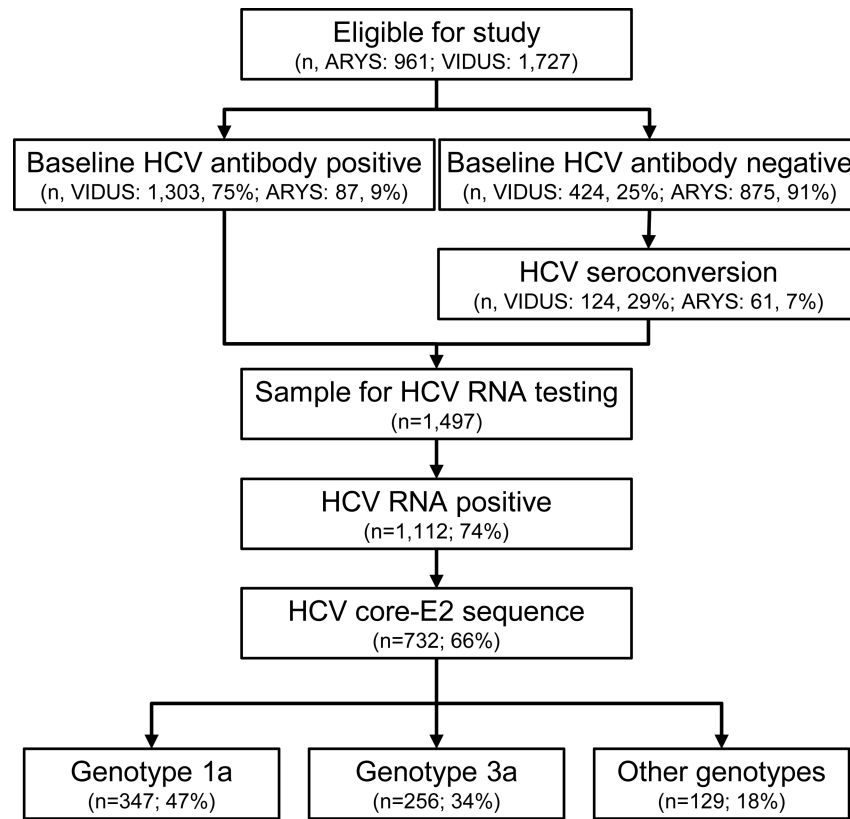 Eligible for study
(n, ARYS: 961; VIDUS: 1,727)
Baseline HCV antibody positive
(n, VIDUS: 1,303, 75%; ARYS: 87, 9%)
Baseline HCV antibody negative
(n, VIDUS: 424, 25%; ARYS: 875, 91%)
HCV seroconversion
(n, VIDUS: 124, 29%; ARYS: 61, 7%)
Sample for HCV RNA testing
(n=1,497)
HCV RNA positive
(n=1,112; 74%)
HCV core-E2 sequence
(n=732; 66%)
Genotype 1a
(n=347; 47%)
Genotype 3a
(n=256; 34%)
Other genotypes
(n=129; 18%)